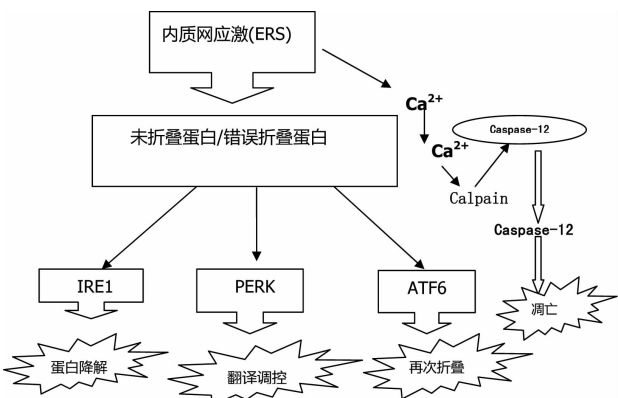 内质网应激(ERS)
未折叠蛋白/错误折叠蛋白
Ca²⁺
Ca²⁺
Calpain
Caspase-12
Caspase-12
凋亡
IRE1
PERK
ATF6
蛋白降解
翻译调控
再次折叠